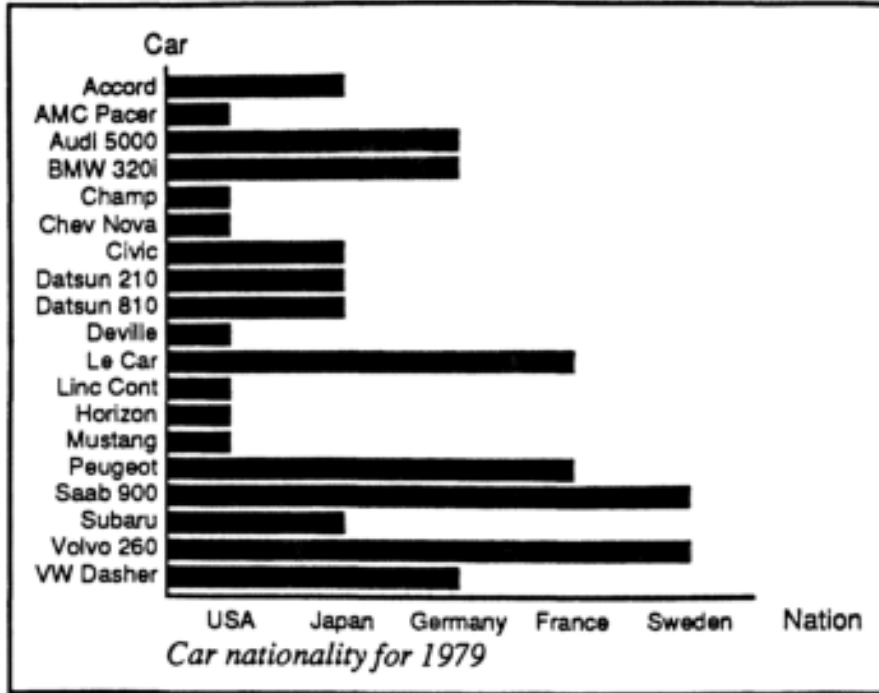 Car
Accord
AMC Pacer
Audi 5000
BMW 320i
Champ
Chev Nova
Civic
Datsun 210
Datsun 810
Deville
Le Car
Linc Cont
Horizon
Mustang
Peugeot
Saab 900
Subaru
Volvo 260
VW Dasher
USA Japan Germany France Sweden Nation
Car nationality for 1979